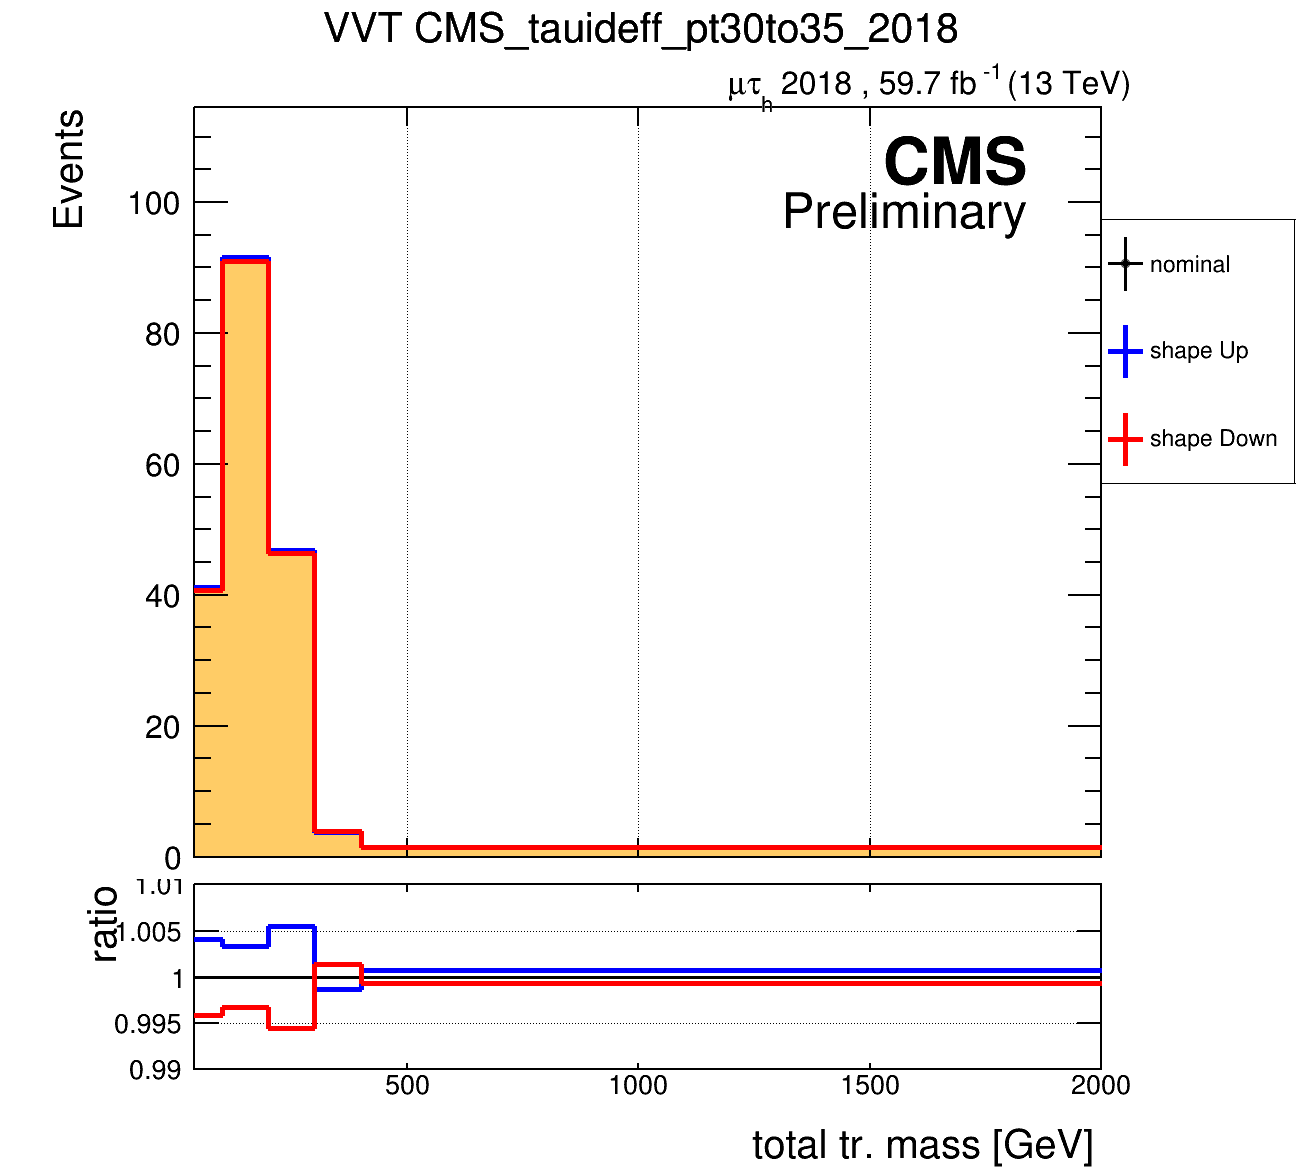 VVT CMS_tauideff_pt30to35_2018
μτh 2018 , 59.7 fb-1 (13 TeV)
Events
CMS
Preliminary
100
80
60
40
20
0
nominal
shape Up
shape Down
ratio
1.01
1.005
1
0.995
0.99
500 1000 1500 2000
total tr. mass [GeV]